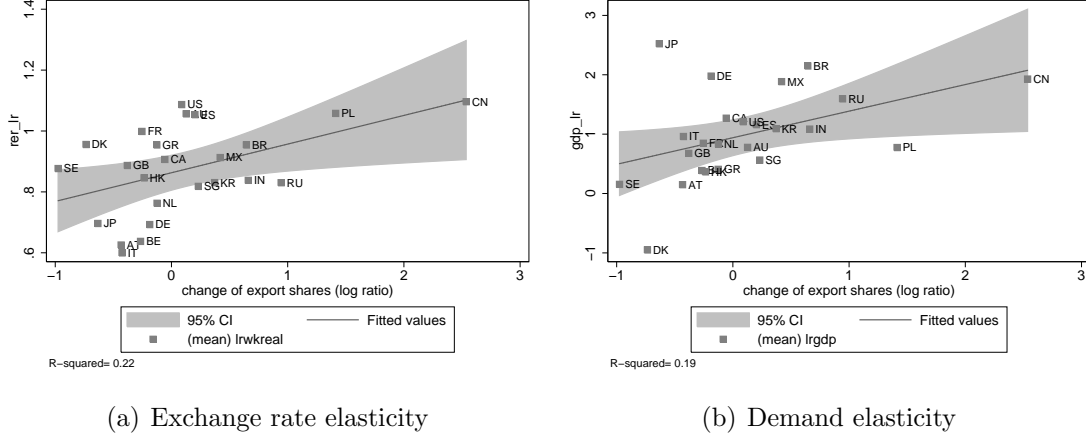 rer_lr
.6
.8
1
1.2
1.4
SE
DK
JP
FR
GB
AT
IT
HK
BE
GR
NL
DE
CA
US
ES
SG
MX
KR
BR
IN
RU
PL
CN
−1
0
1
2
3
change of export shares (log ratio)
95% CI
Fitted values
(mean) lrwkreal
R−squared= 0.22
(a) Exchange rate elasticity
gdp_lr
−1
0
1
2
3
SE
DK
JP
IT
GB
AT
HK
GR
NL
DE
CA
US
ES
AU
SG
KR
MX
BR
IN
RU
PL
CN
−1
0
1
2
3
change of export shares (log ratio)
95% CI
Fitted values
(mean) lrgdp
R−squared= 0.19
(b) Demand elasticity